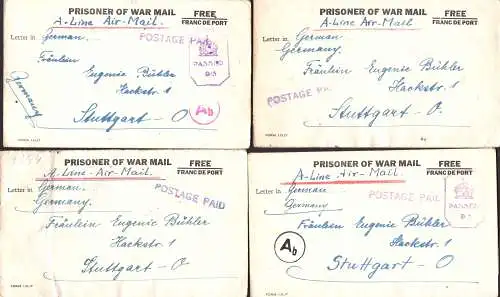 PRISONER OF WAR MAIL FREE
A-Line Air-Mail. FRANC DE PORT
POSTAGE PAID
Letter in German.
PASSED
Fräulein
Eugenie Bühler
Hackstr. 1
Germany
Stuttgart - O
Ab
PRISONER OF WAR MAIL FREE
A-Line Air-Mail FRANC DE PORT
Letter in German
Germany.
Fräulein Eugenie Bühler
Hackstr. 1
POSTAGE PAI
Stuttgart - O.
PRISONER OF WAR MAIL FREE
A-Line-Air-Mail. FRANC DE PORT
POSTAGE PAID
Letter in German.
Germany.
Fräulein Eugenie Bühler
Hackstr. 1
Stuttgart - O.
PRISONER OF WAR MAIL FREE
A-Line Air-Mail. FRANC DE PORT
POSTAGE PAI
Letter in German
Germany
PASSED
Fräulein Eugenie Bühler
Hackstr. 1
Ab
Stuttgart - O